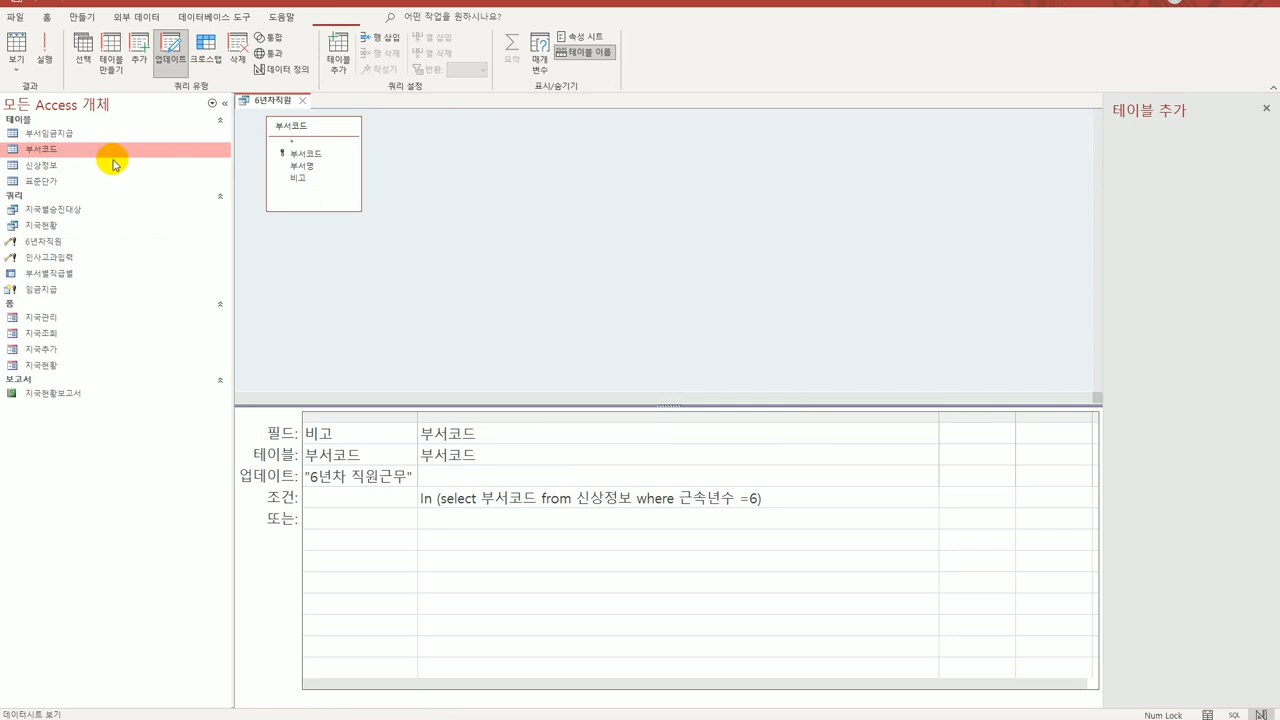 파일 홈 만들기 외부 데이터 데이터베이스 도구 도움말 어떤 작업을 원하시나요?
보기
실행
선택
테이블 만들기
추가
업데이트
크로스탭
삭제
통합
통과
데이터 정의
테이블 추가
행 삽입
행 삭제
작성기
열 삽입
열 삭제
반환:
요약
매개 변수
속성 시트
테이블 이름
결과 쿼리 유형 쿼리 설정 표시/숨기기
모든 Access 개체
테이블
부서임금지급
부서코드
신상정보
표준단가
쿼리
지국별승진대상
지국현황
6년차직원
인사고과입력
부서별직급별
임금지급
폼
지국관리
지국조회
지국추가
지국현황
보고서
지국현황보고서
6년차직원
부서코드
*
부서코드
부서명
비고
필드: 비고 부서코드
테이블: 부서코드 부서코드
업데이트: "6년차 직원근무"
조건: In (select 부서코드 from 신상정보 where 근속년수 =6)
또는:
테이블 추가
데이터시트 보기
Num Lock
SQL